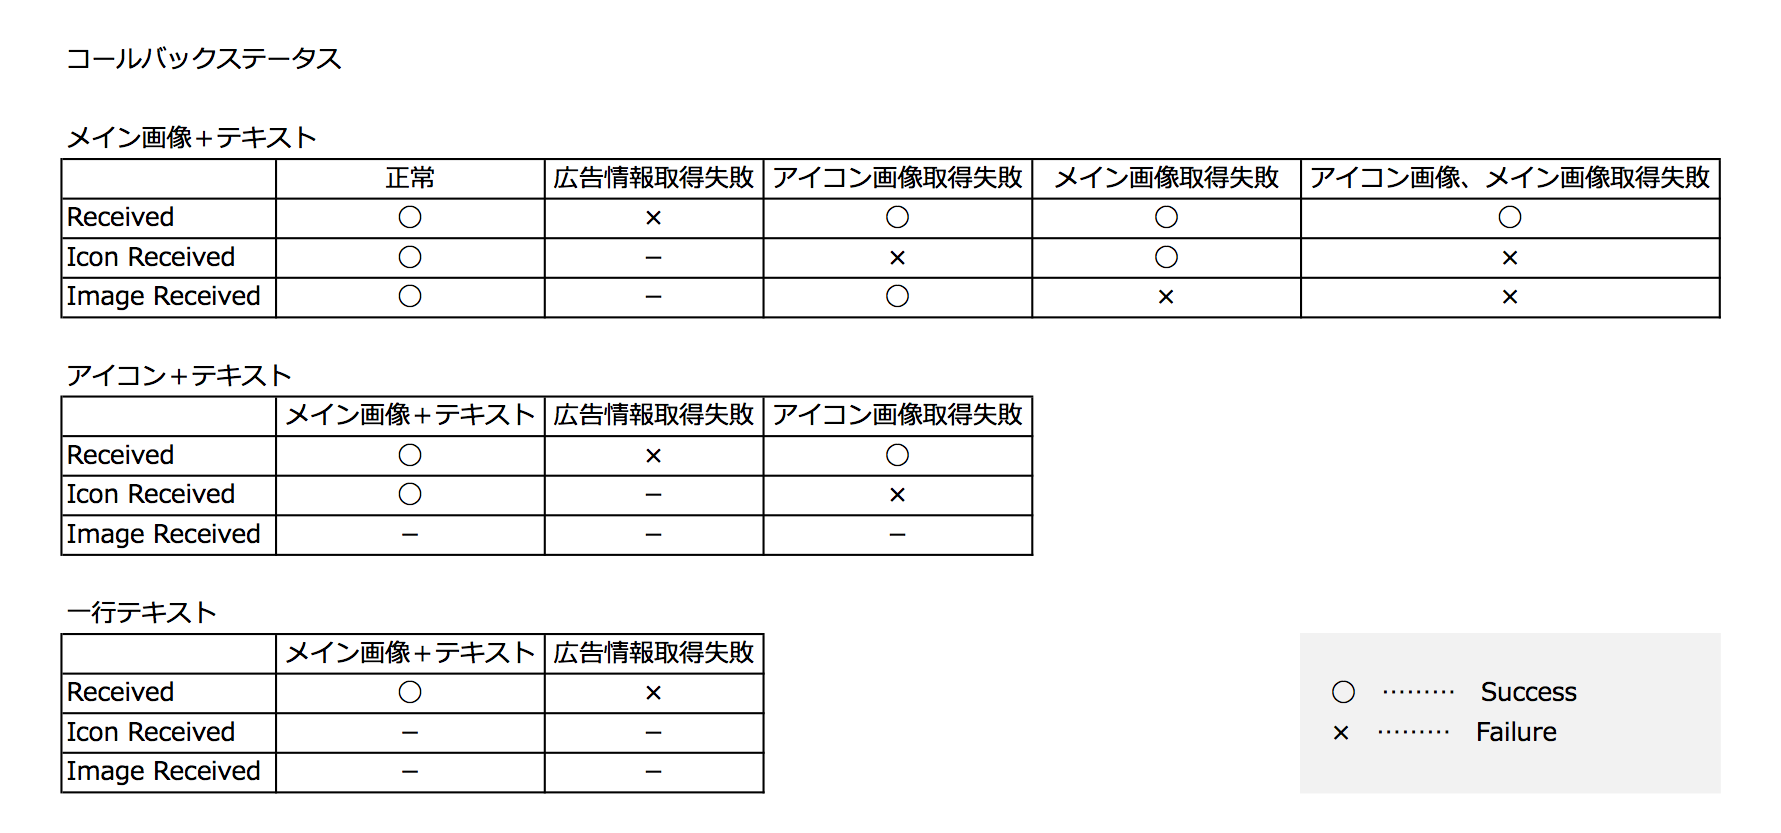 コールバックステータス
メイン画像＋テキスト
正常 広告情報取得失敗 アイコン画像取得失敗 メイン画像取得失敗 アイコン画像、メイン画像取得失敗
Received ○ × ○ ○ ○
Icon Received ○ − × ○ ×
Image Received ○ − ○ × ×
アイコン＋テキスト
メイン画像＋テキスト 広告情報取得失敗 アイコン画像取得失敗
Received ○ × ○
Icon Received ○ − ×
Image Received − − −
一行テキスト
メイン画像＋テキスト 広告情報取得失敗
Received ○ ×
Icon Received − −
Image Received − −
○ ……… Success
× ……… Failure